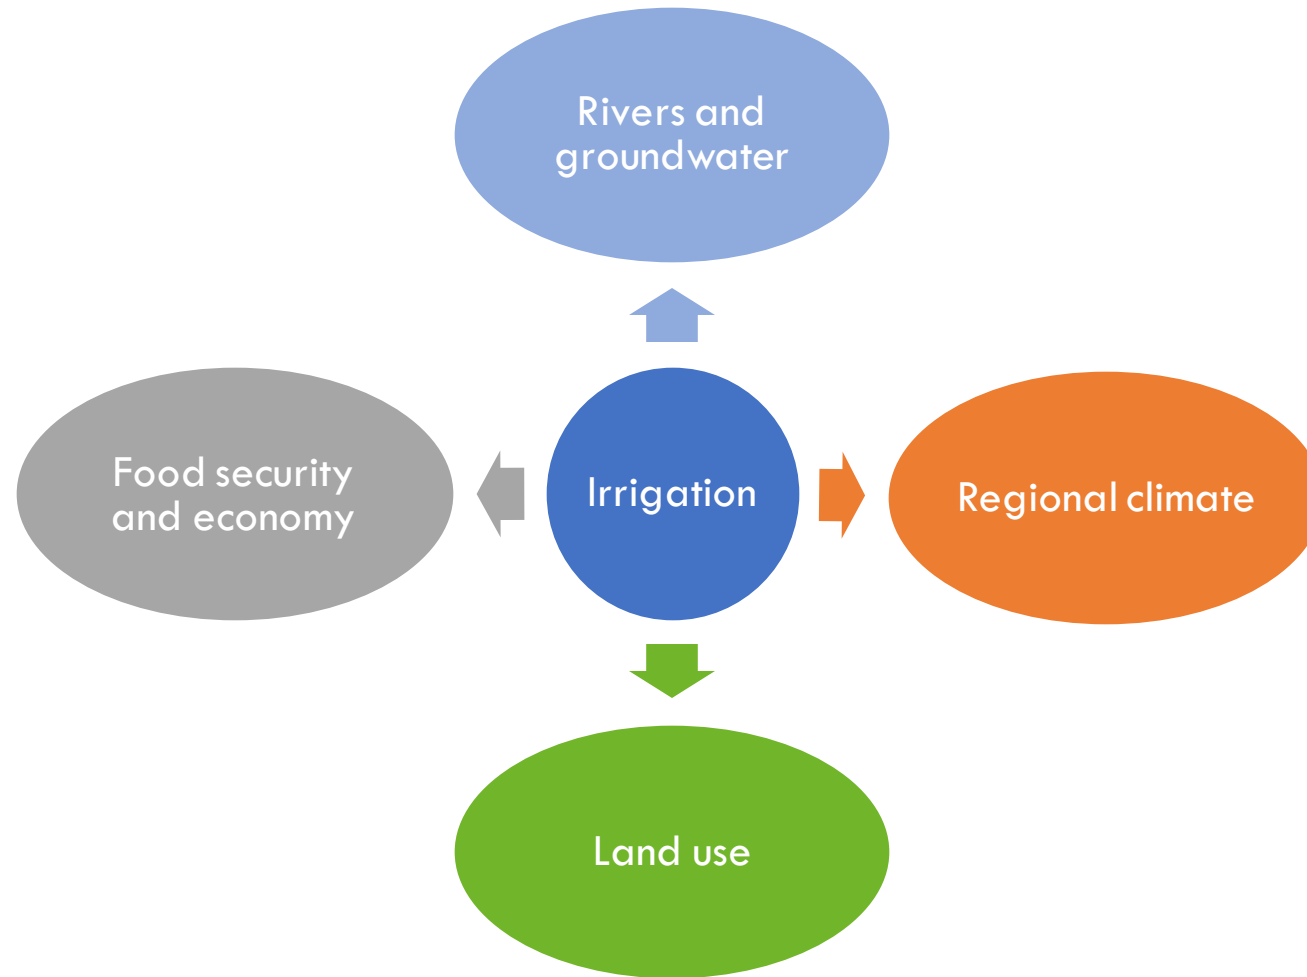 Rivers and
groundwater
Food security
and economy
Irrigation
Regional climate
Land use